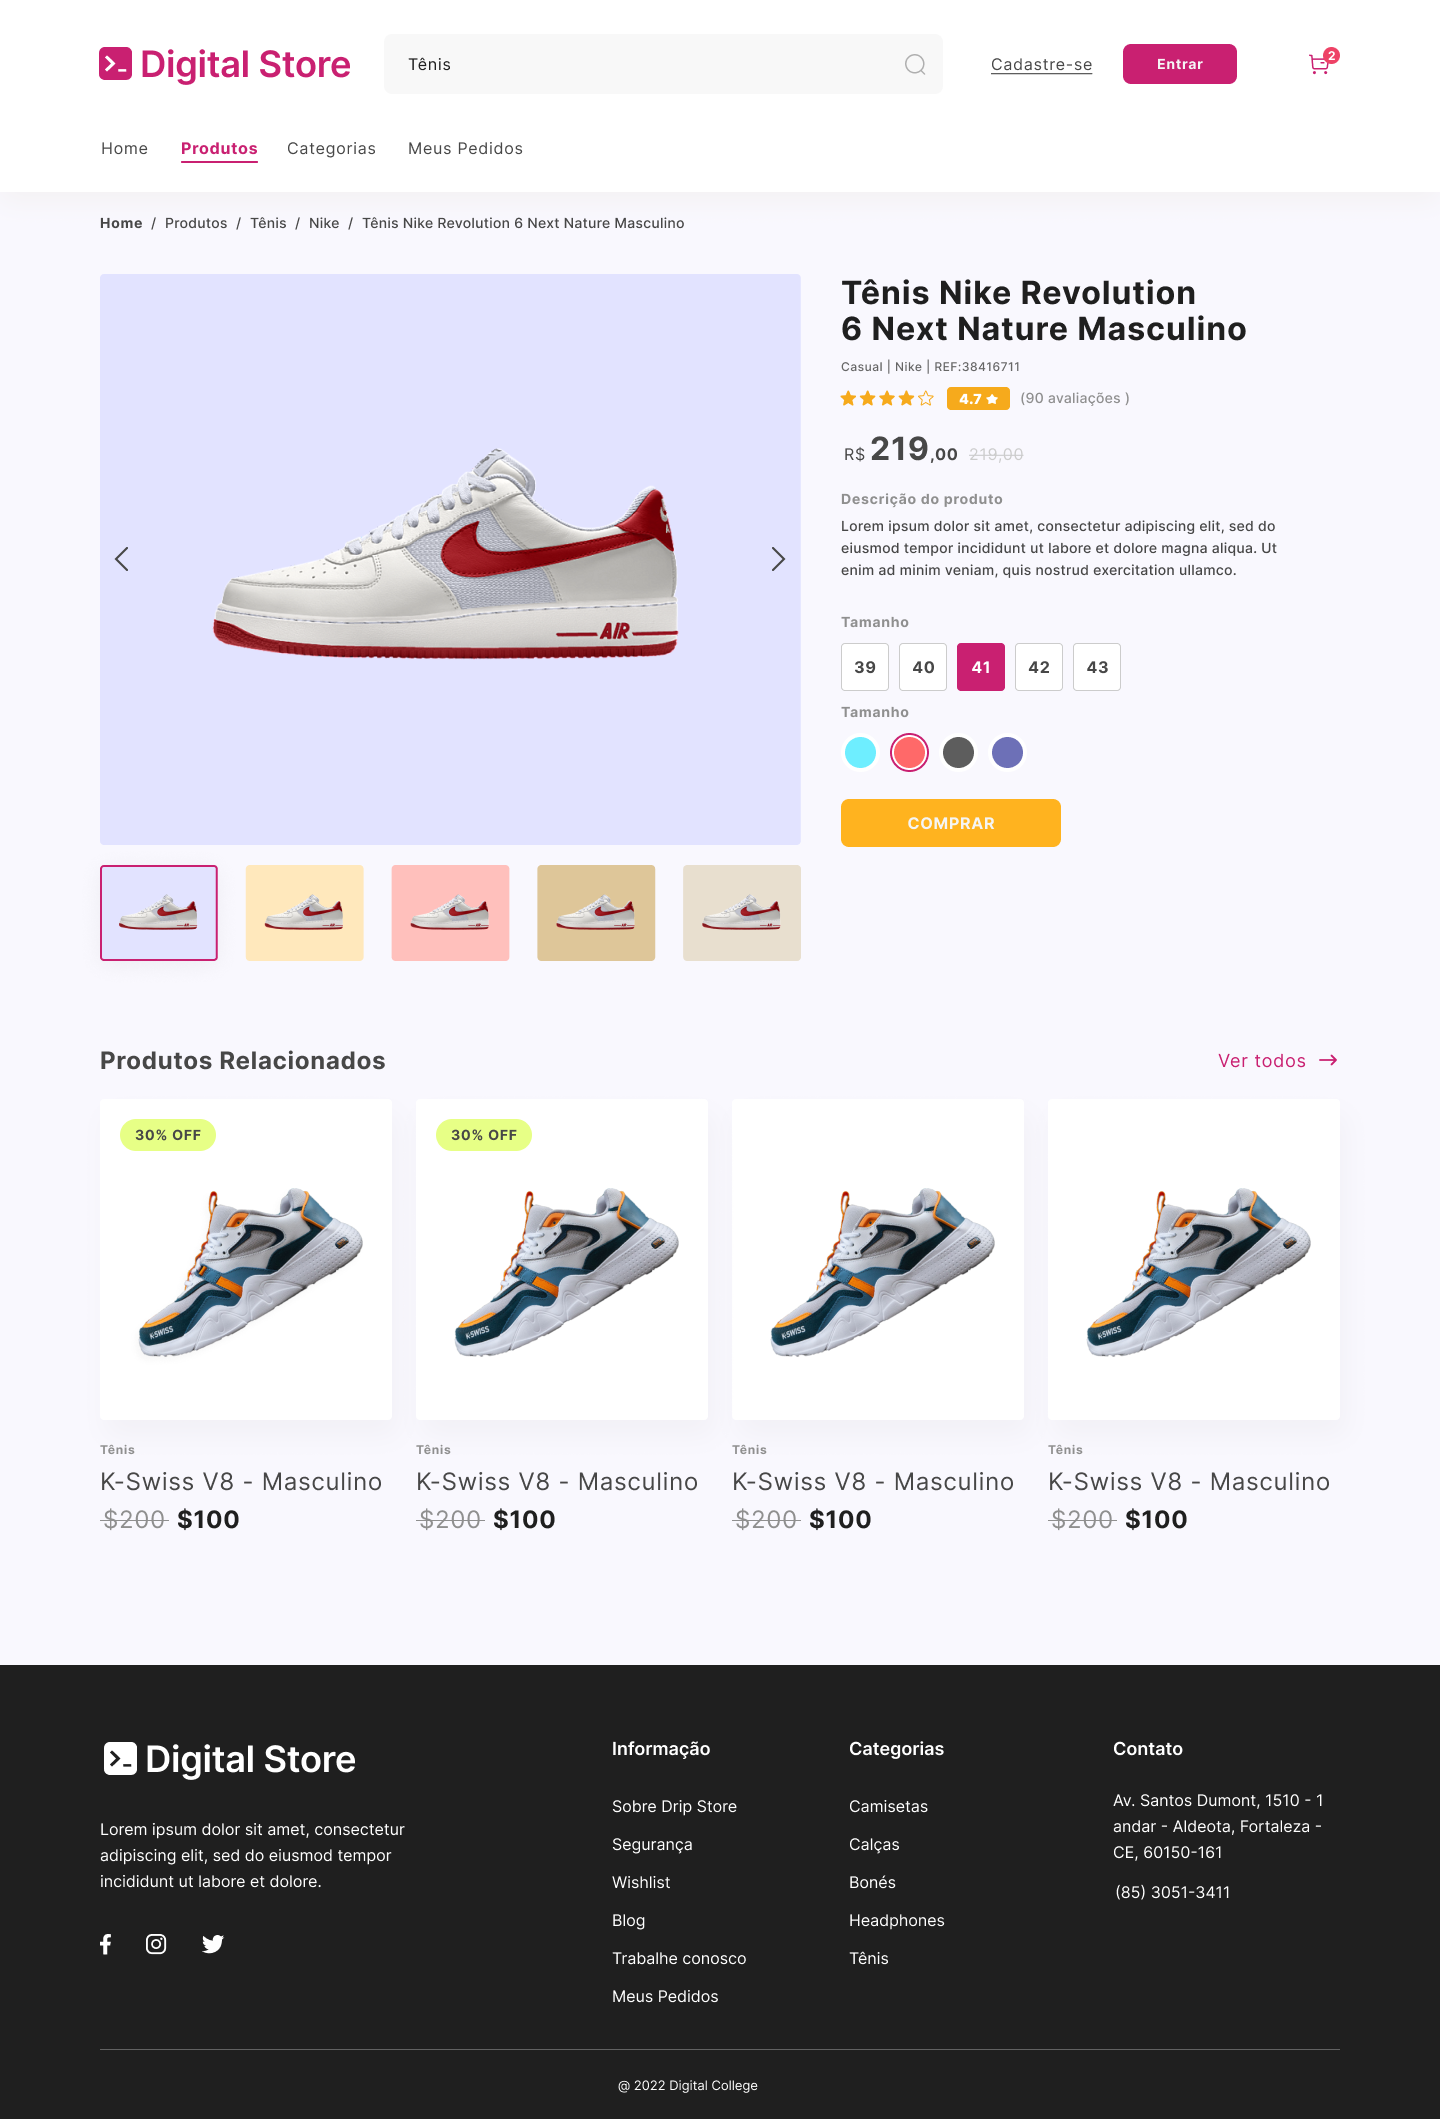 Digital Store
Tênis
Cadastre-se
Entrar
2
Home
Produtos
Categorias
Meus Pedidos
Home / Produtos / Tênis / Nike / Tênis Nike Revolution 6 Next Nature Masculino
Tênis Nike Revolution
6 Next Nature Masculino
Casual | Nike | REF:38416711
4.7
(90 avaliações )
R$ 219,00 219,00
Descrição do produto
Lorem ipsum dolor sit amet, consectetur adipiscing elit, sed do
eiusmod tempor incididunt ut labore et dolore magna aliqua. Ut
enim ad minim veniam, quis nostrud exercitation ullamco.
AIR
Tamanho
39
40
41
42
43
Tamanho
COMPRAR
Produtos Relacionados
Ver todos
30% OFF
30% OFF
K-SWISS
K-SWISS
K-SWISS
K-SWISS
Tênis
K-Swiss V8 - Masculino
$200 $100
Tênis
K-Swiss V8 - Masculino
$200 $100
Tênis
K-Swiss V8 - Masculino
$200 $100
Tênis
K-Swiss V8 - Masculino
$200 $100
Digital Store
Lorem ipsum dolor sit amet, consectetur
adipiscing elit, sed do eiusmod tempor
incididunt ut labore et dolore.
Informação
Sobre Drip Store
Segurança
Wishlist
Blog
Trabalhe conosco
Meus Pedidos
Categorias
Camisetas
Calças
Bonés
Headphones
Tênis
Contato
Av. Santos Dumont, 1510 - 1
andar - Aldeota, Fortaleza -
CE, 60150-161
(85) 3051-3411
@ 2022 Digital College